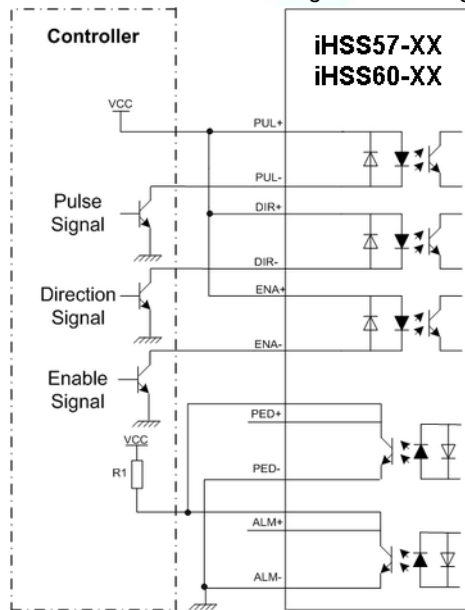 Controller
iHSS57-XX
iHSS60-XX
VCC
PUL+
PUL-
Pulse
Signal
DIR+
DIR-
Direction
Signal
ENA+
ENA-
Enable
Signal
PED+
VCC
R1
PED-
ALM+
ALM-